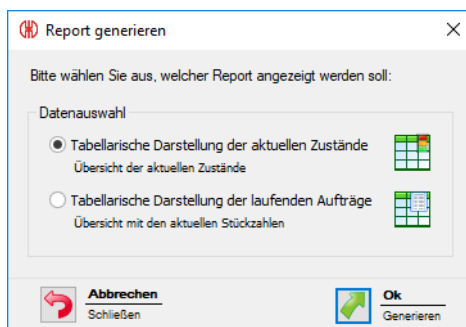 Report generieren
Bitte wählen Sie aus, welcher Report angezeigt werden soll:
Datenauswahl
Tabellarische Darstellung der aktuellen Zustände
Übersicht der aktuellen Zustände
Tabellarische Darstellung der laufenden Aufträge
Übersicht mit den aktuellen Stückzahlen
Abbrechen
Schließen
Ok
Generieren